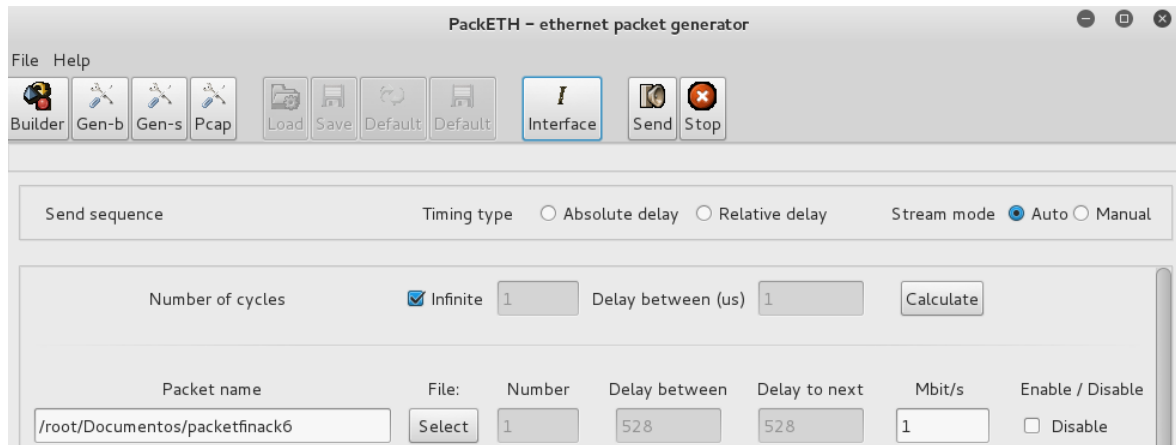 PackETH - ethernet packet generator
File Help
Builder Gen-b Gen-s Pcap Load Save Default Default Interface Send Stop
Send sequence Timing type Absolute delay Relative delay Stream mode Auto Manual
Number of cycles Infinite 1 Delay between (us) 1 Calculate
Packet name File: Number Delay between Delay to next Mbit/s Enable / Disable
/root/Documentos/packetfinack6 Select 1 528 528 1 Disable